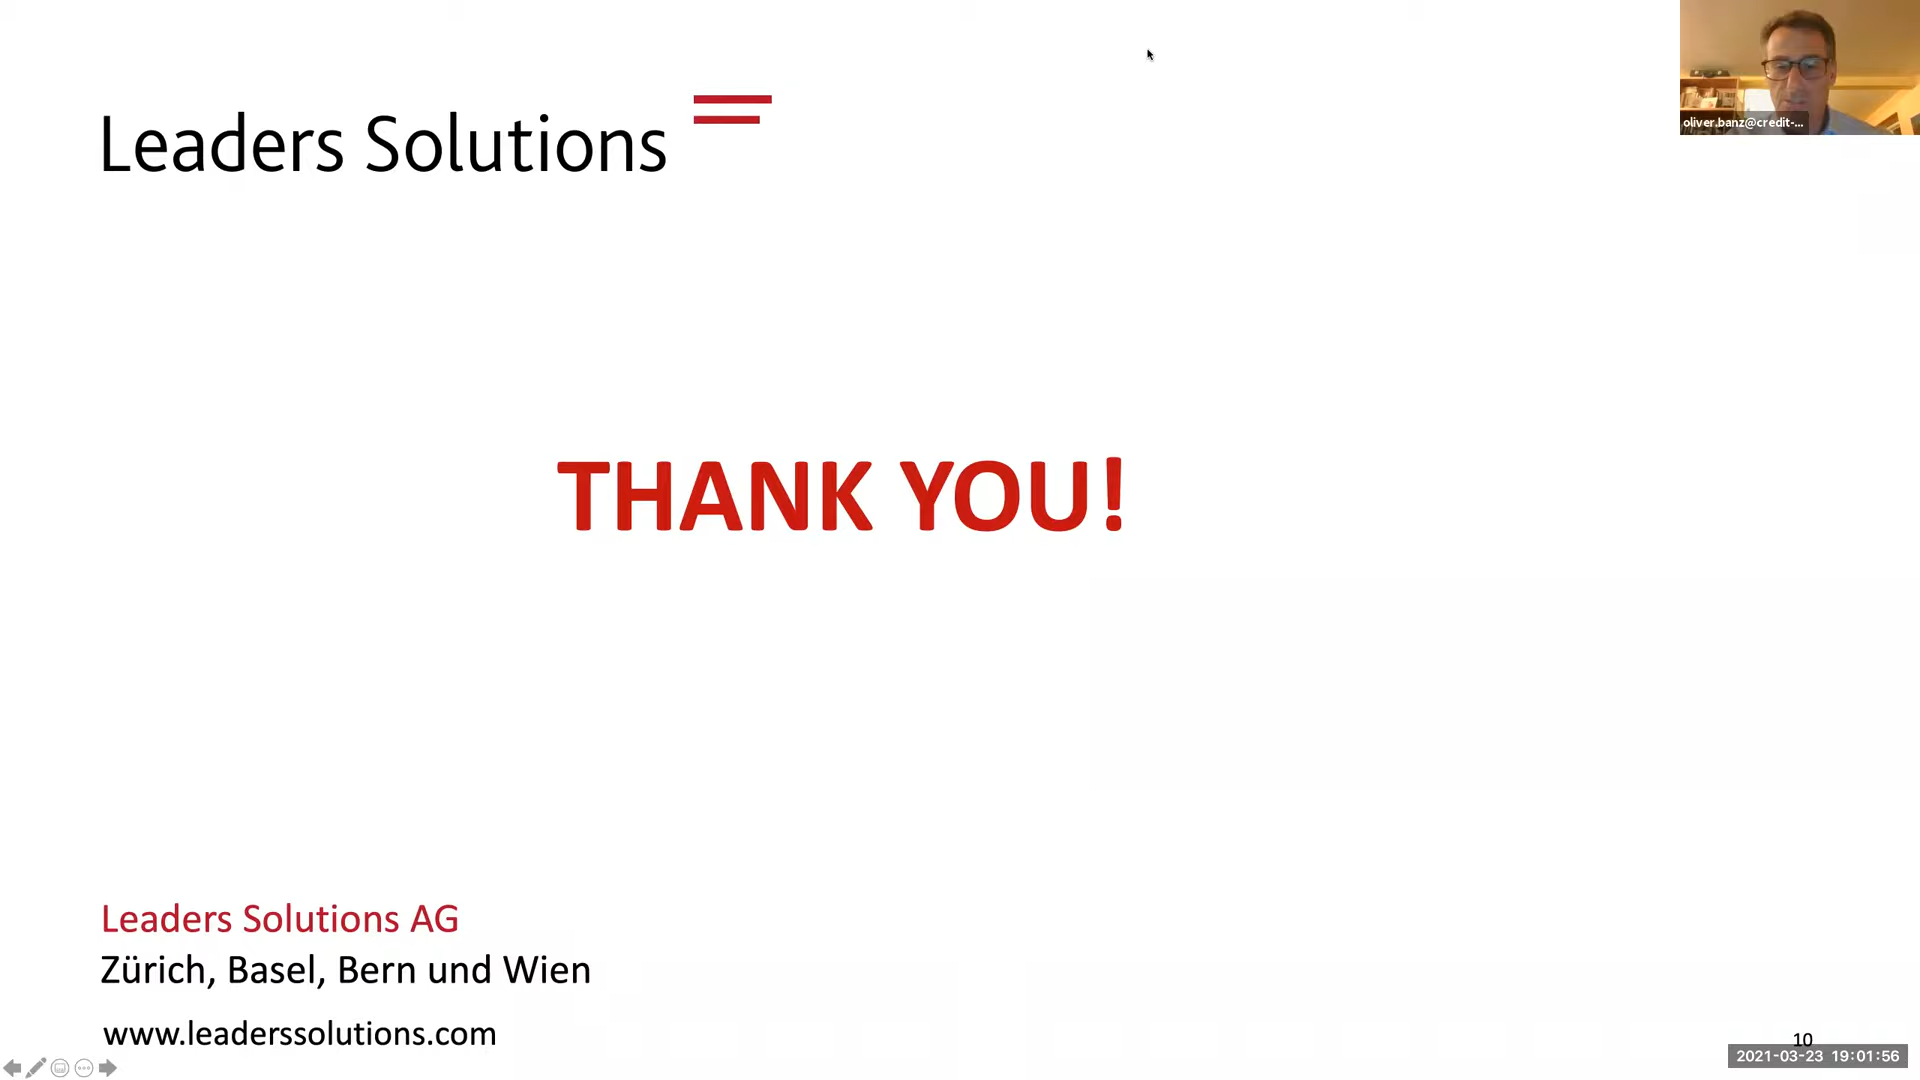 Leaders Solutions
oliver.banz@credit-...
THANK YOU!
Leaders Solutions AG
Zürich, Basel, Bern und Wien
www.leaderssolutions.com
10
2021-03-23 19:01:56